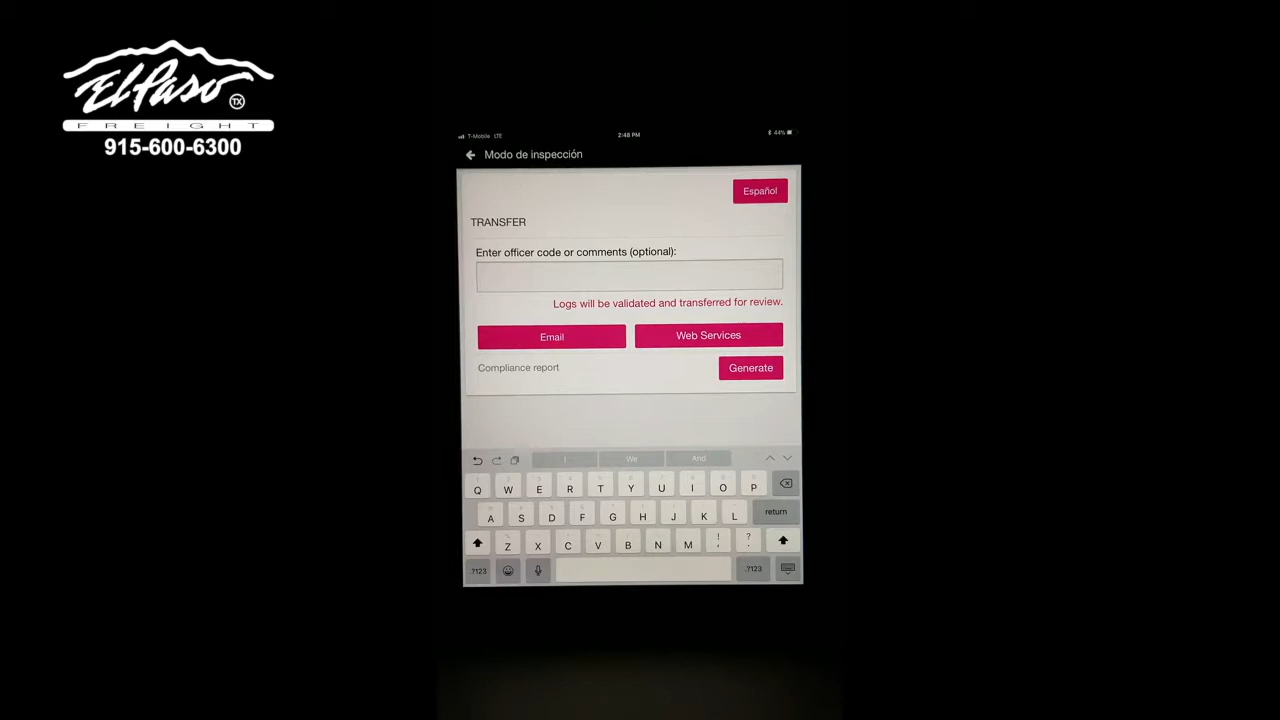 El Paso
TX
FREIGHT
915-600-6300
T-Mobile LTE
2:48 PM
44%
Modo de inspección
Español
TRANSFER
Enter officer code or comments (optional):
Logs will be validated and transferred for review.
Email
Web Services
Compliance report
Generate
I
We
And
Q W E R T Y U I O P
A S D F G H J K L return
Z X C V B N M ! , ? .
.?123
.?123